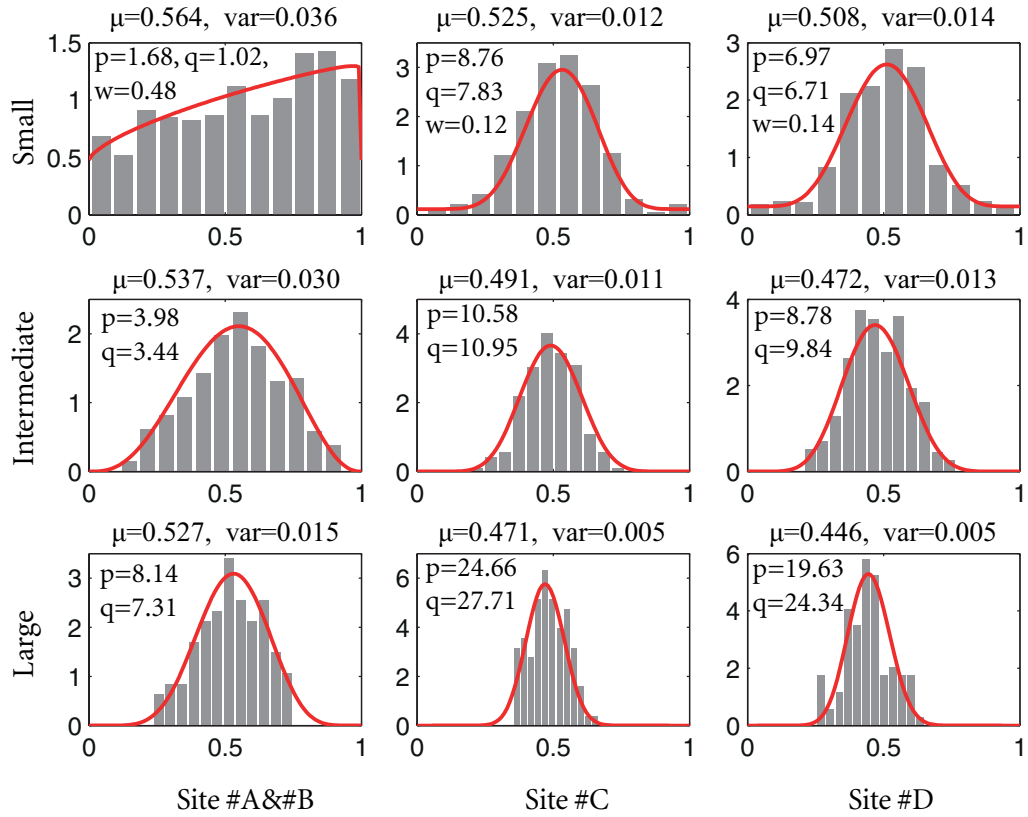 μ=0.564, var=0.036
μ=0.525, var=0.012
μ=0.508, var=0.014
Small
1.5
1
0.5
0
p=1.68, q=1.02,
w=0.48
0
0.5
1
3
2
1
0
p=8.76
q=7.83
w=0.12
0
0.5
1
3
2
1
0
p=6.97
q=6.71
w=0.14
0
0.5
1
μ=0.537, var=0.030
μ=0.491, var=0.011
μ=0.472, var=0.013
Intermediate
2
1
0
p=3.98
q=3.44
0
0.5
1
4
2
0
p=10.58
q=10.95
0
0.5
1
4
2
0
p=8.78
q=9.84
0
0.5
1
μ=0.527, var=0.015
μ=0.471, var=0.005
μ=0.446, var=0.005
Large
3
2
1
0
p=8.14
q=7.31
0
0.5
1
6
4
2
0
p=24.66
q=27.71
0
0.5
1
6
4
2
0
p=19.63
q=24.34
0
0.5
1
Site #A&#B
Site #C
Site #D